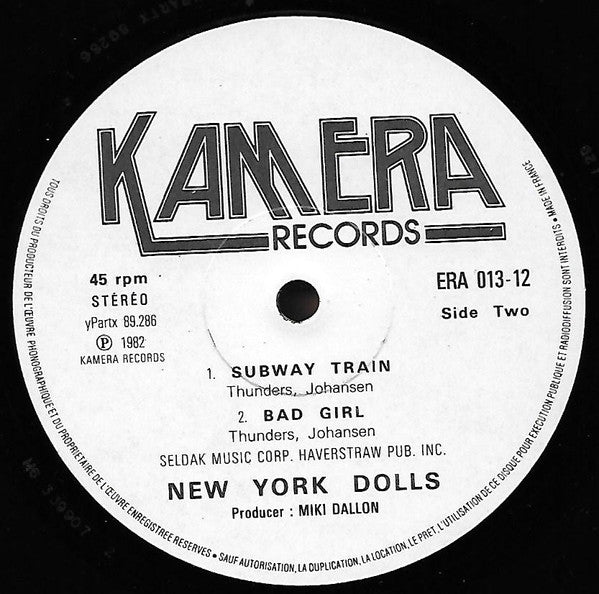 KAMERA
RECORDS
45 rpm
STÉRÉO
yPartx 89.286
Ⓟ 1982
KAMERA RECORDS
ERA 013-12
Side Two
1. SUBWAY TRAIN
Thunders, Johansen
2. BAD GIRL
Thunders, Johansen
SELDAK MUSIC CORP. HAVERSTRAW PUB. INC.
NEW YORK DOLLS
Producer : MIKI DALLON
TOUS DROITS DU PRODUCTEUR DE L'ŒUVRE PHONOGRAPHIQUE ET DU PROPRIETAIRE DE L'ŒUVRE ENREGISTREE RESERVES • SAUF AUTORISATION, LA DUPLICATION, LA LOCATION, LE PRET, L'UTILISATION DE CE DISQUE POUR EXECUTION PUBLIQUE ET RADIODIFFUSION SONT INTERDITS • MADE IN FRANCE